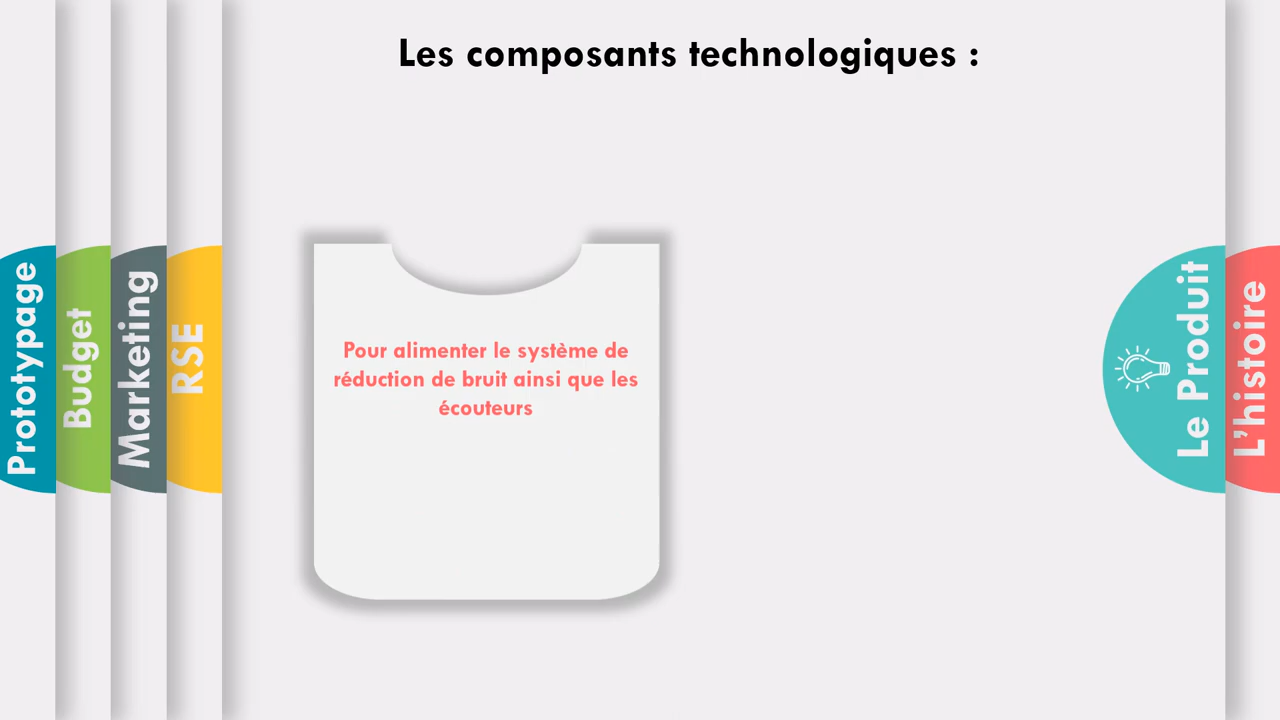 Les composants technologiques :
Pour alimenter le système de
réduction de bruit ainsi que les
écouteurs
Prototypage
Budget
Marketing
RSE
Le Produit
L'histoire